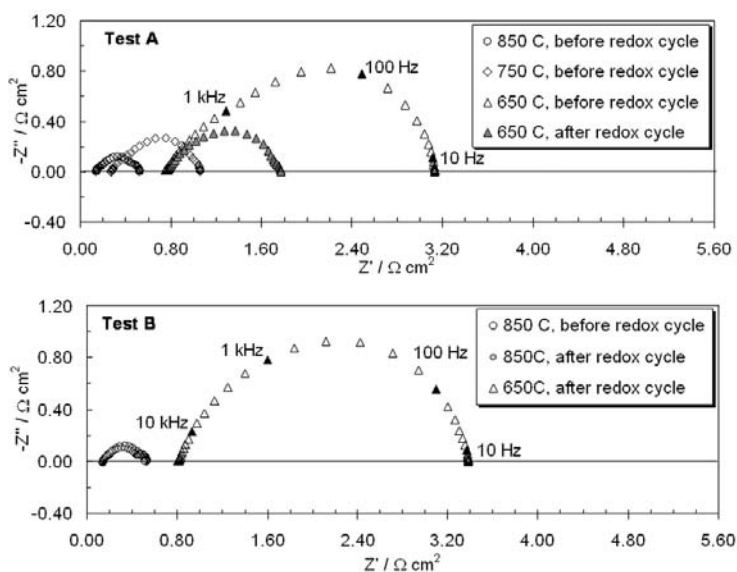 Test A
850 C, before redox cycle
750 C, before redox cycle
650 C, before redox cycle
650 C, after redox cycle
1.20
0.80
0.40
0.00
-0.40
-Z" / Ω cm²
1 kHz
100 Hz
10 Hz
0.00 0.80 1.60 2.40 3.20 4.00 4.80 5.60
Z' / Ω cm²
Test B
850 C, before redox cycle
850C, after redox cycle
650C, after redox cycle
1.20
0.80
0.40
0.00
-0.40
-Z" / Ω cm²
1 kHz
100 Hz
10 kHz
10 Hz
0.00 0.80 1.60 2.40 3.20 4.00 4.80 5.60
Z' / Ω cm²